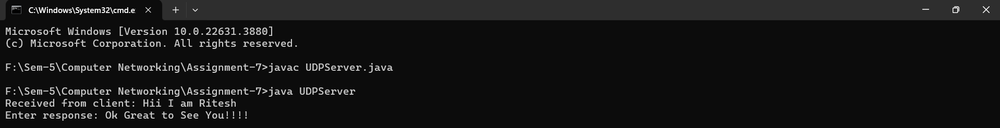 C:\Windows\System32\cmd.e
Microsoft Windows [Version 10.0.22631.3880]
(c) Microsoft Corporation. All rights reserved.
F:\Sem-5\Computer Networking\Assignment-7>javac UDPServer.java
F:\Sem-5\Computer Networking\Assignment-7>java UDPServer
Received from client: Hii I am Ritesh
Enter response: Ok Great to See You!!!!